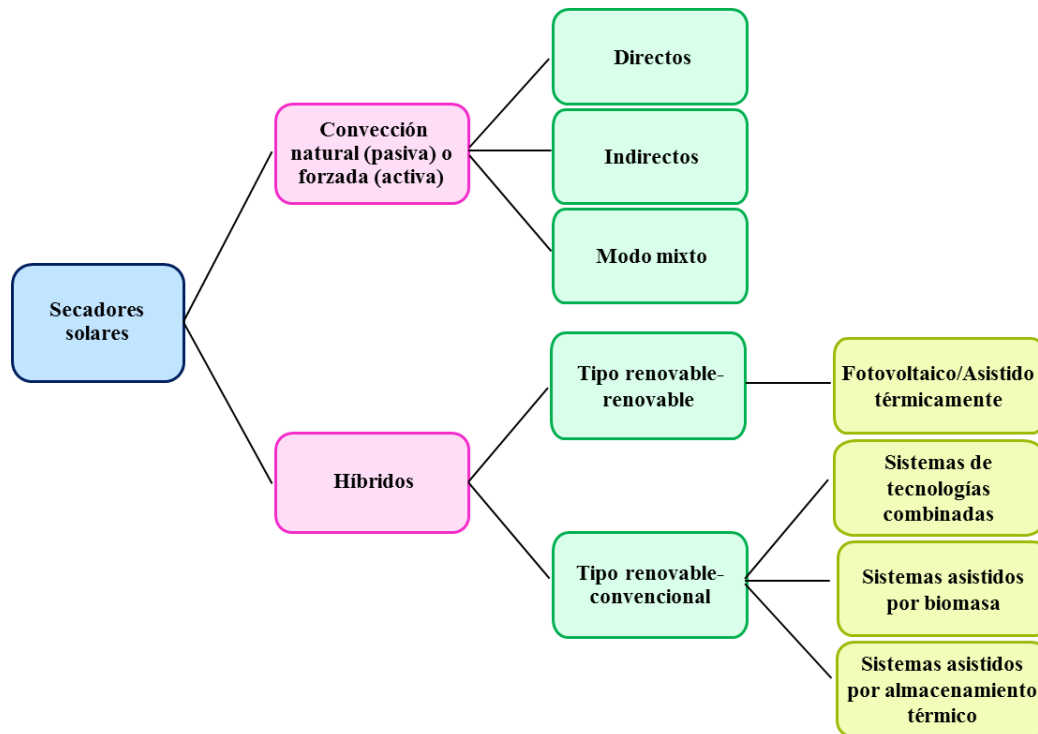 Secadores
solares
Convección
natural (pasiva) o
forzada (activa)
Directos
Indirectos
Modo mixto
Híbridos
Tipo renovable-
renovable
Fotovoltaico/Asistido
térmicamente
Tipo renovable-
convencional
Sistemas de
tecnologías
combinadas
Sistemas asistidos
por biomasa
Sistemas asistidos
por almacenamiento
térmico